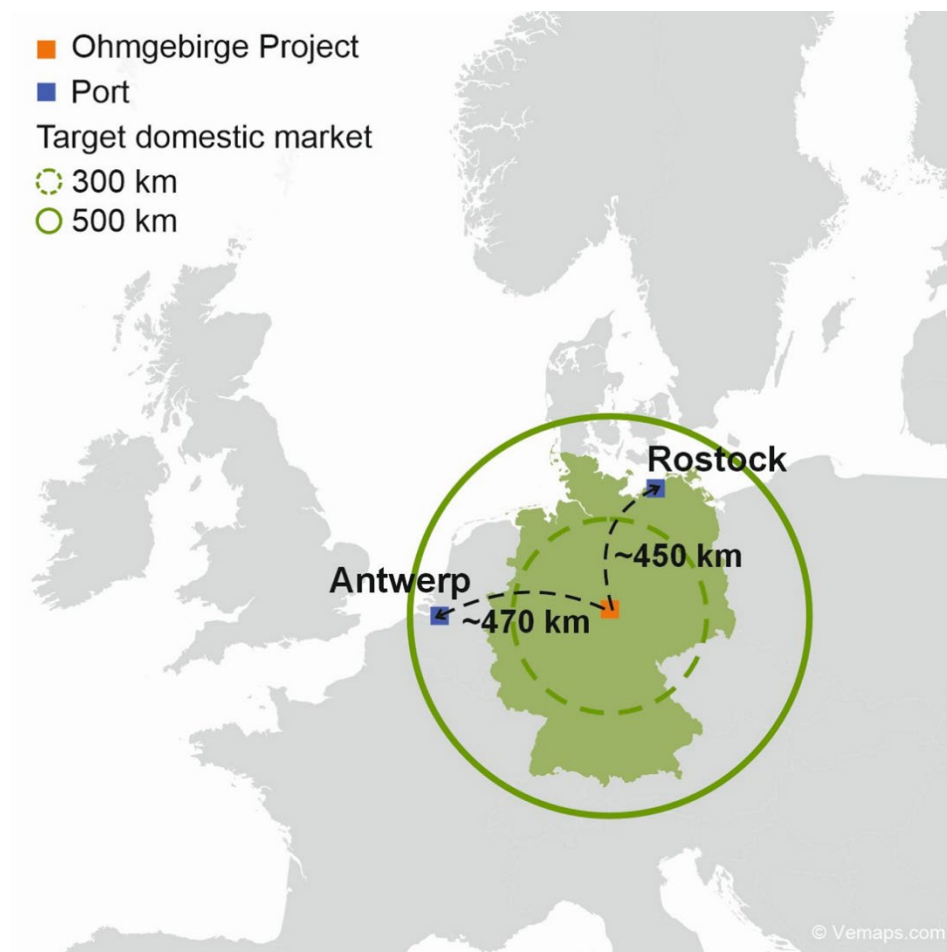 Ohmgebirge Project
Port
Target domestic market
300 km
500 km
Rostock
~450 km
Antwerp
~470 km
© Vemaps.com